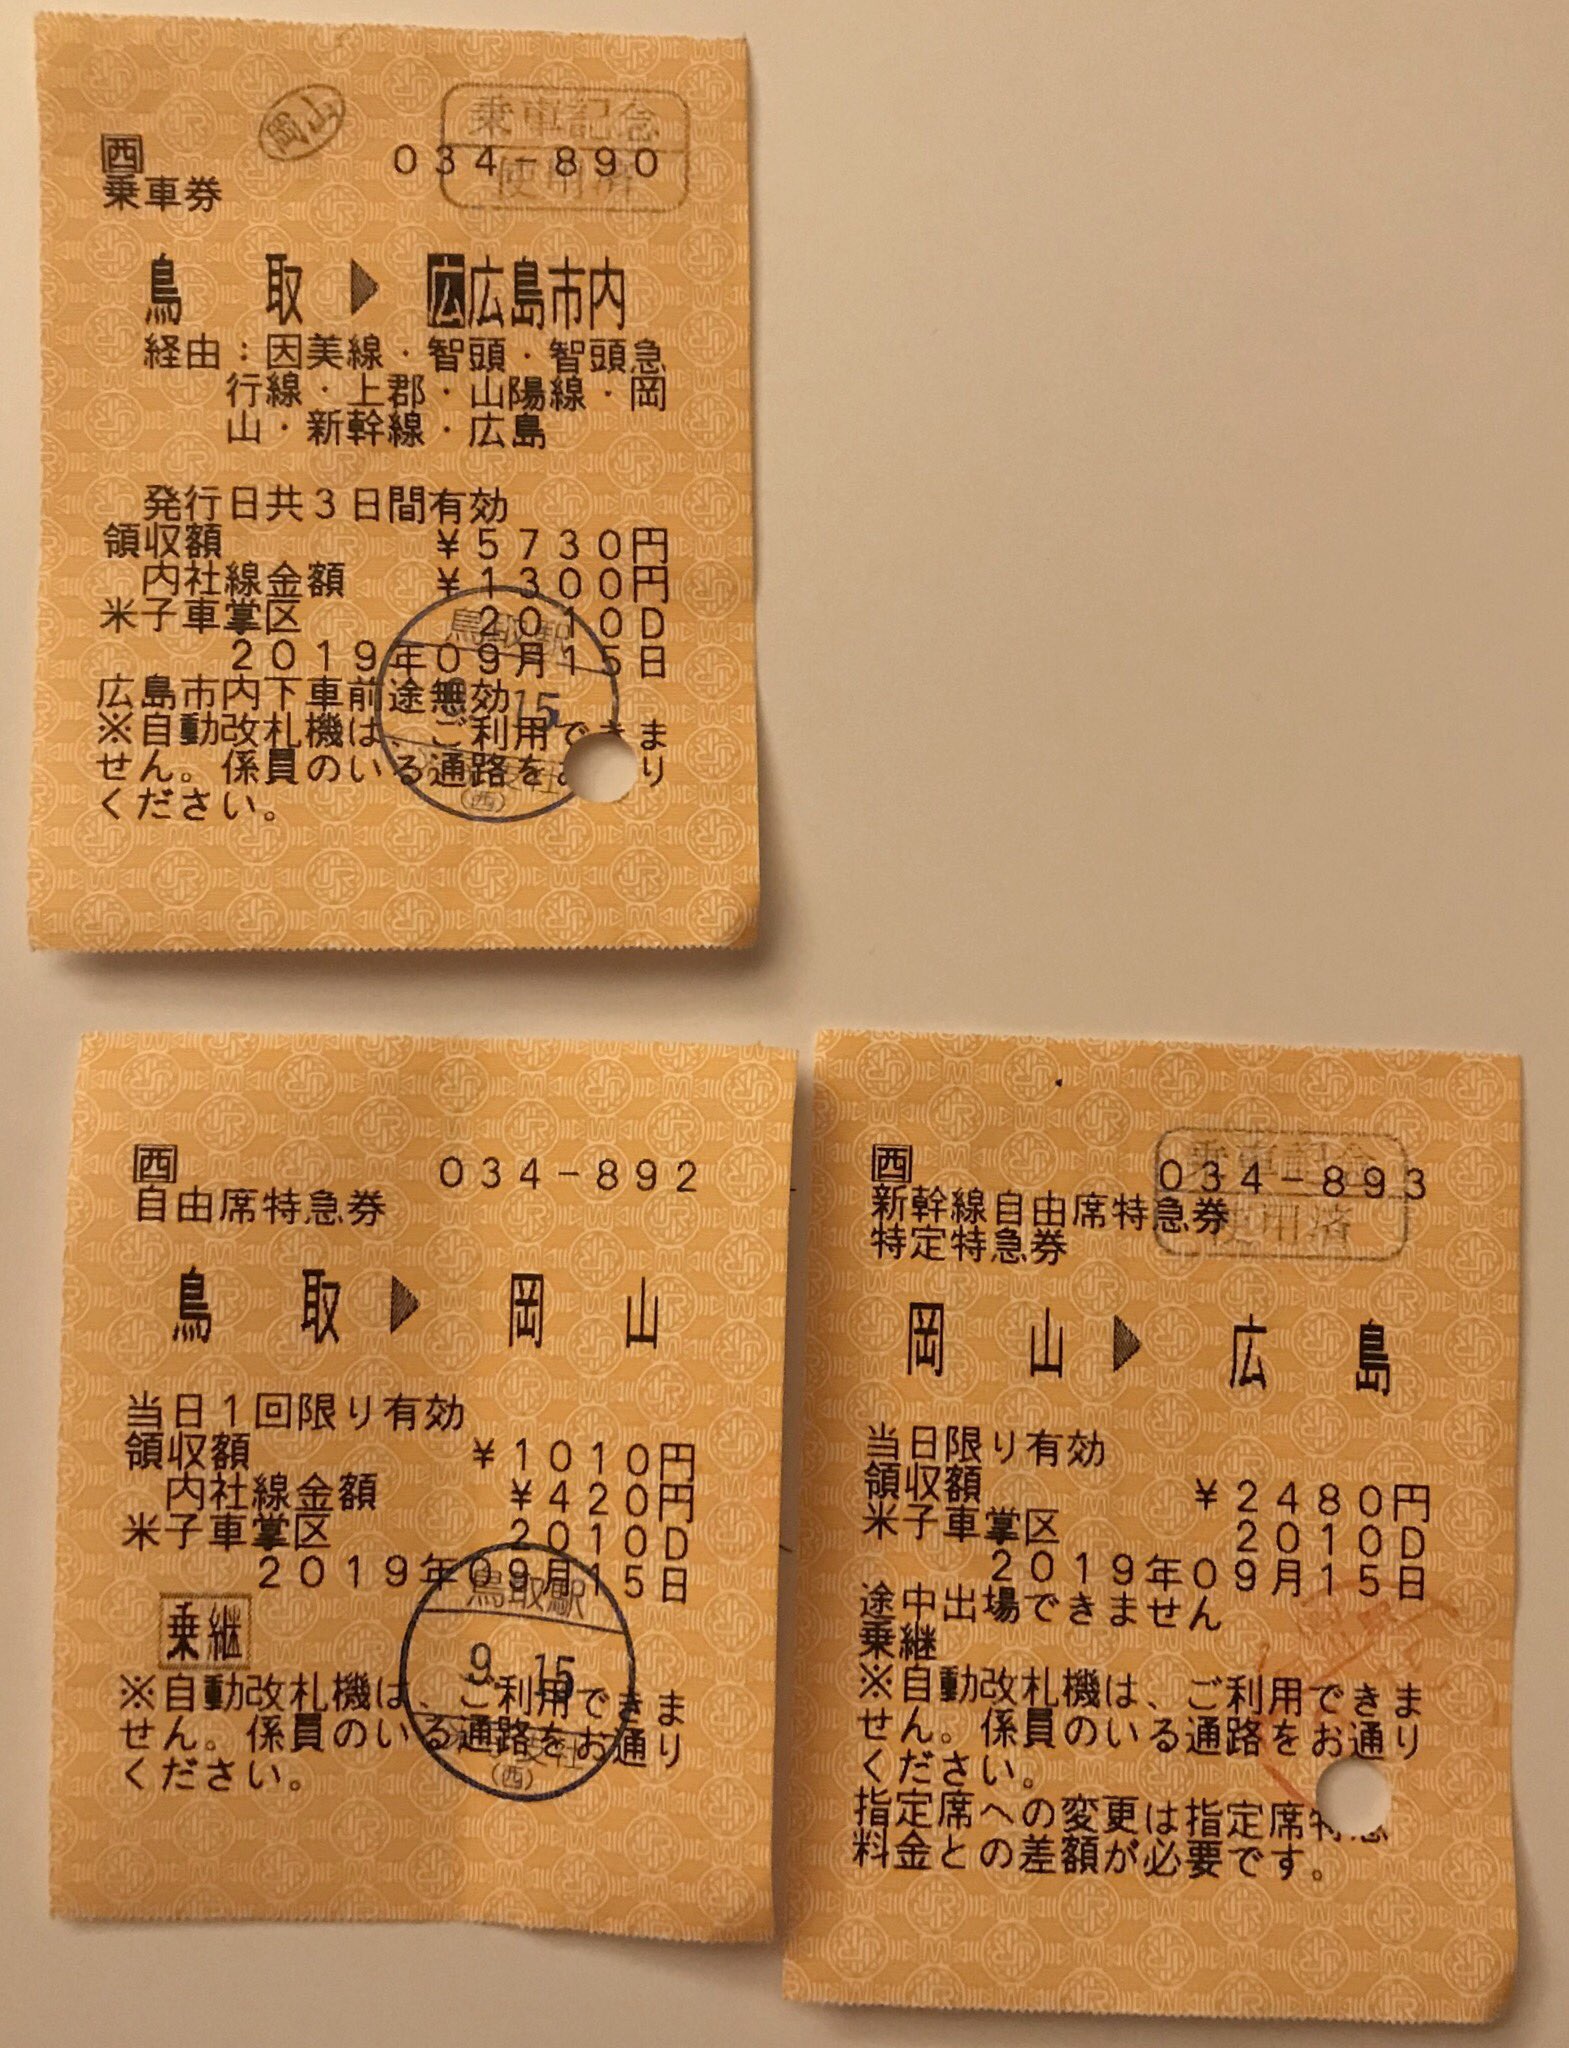 岡山
乗車記念
使用済
西
034-890
乗車券
鳥取▶広広島市内
経由:因美線・智頭・智頭急
行線・上郡・山陽線・岡
山・新幹線・広島
発行日共3日間有効
領収額 ¥5730円
内社線金額 ¥1300円
米子車掌区 2010D
2019年09月15日
広島市内下車前途無効
※自動改札機は、ご利用できま
せん。係員のいる通路をお り
ください。
鳥取駅
15
(西)
西
034-892
自由席特急券
鳥取▶岡山
当日1回限り有効
領収額 ¥1010円
内社線金額 ¥420円
米子車掌区 2010D
2019年09月15日
乗継
※自動改札機は、ご利用できま
せん。係員のいる通路をお通り
ください。
鳥取駅
9.15
(西)
西
034-893
新幹線自由席特急券
特定特急券
乗車記念
使用済
岡山▶広島
当日限り有効
領収額 ¥2480円
米子車掌区 2010D
2019年09月15日
途中出場できません
乗継
※自動改札機は、ご利用できま
せん。係員のいる通路をお通り
ください。
指定席への変更は指定席特急
料金との差額が必要です。